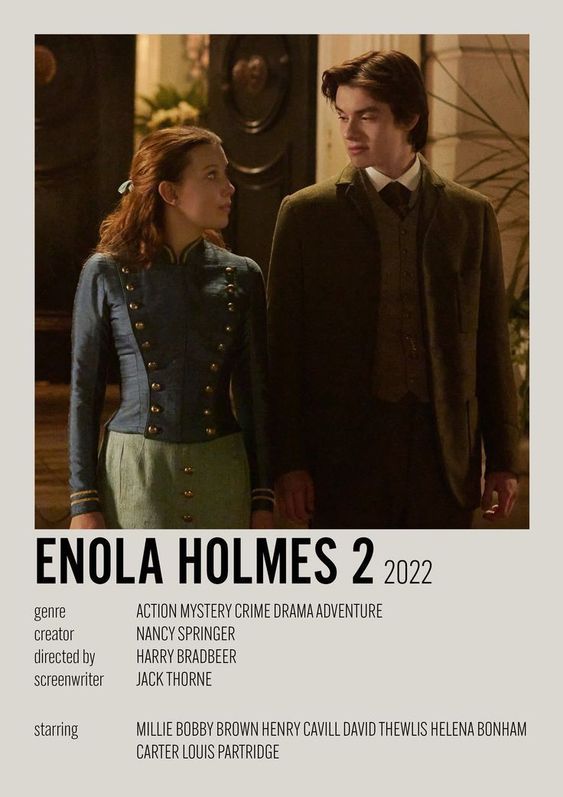 ENOLA HOLMES 2 2022
genre ACTION MYSTERY CRIME DRAMA ADVENTURE
creator NANCY SPRINGER
directed by HARRY BRADBEER
screenwriter JACK THORNE
starring MILLIE BOBBY BROWN HENRY CAVILL DAVID THEWLIS HELENA BONHAM
CARTER LOUIS PARTRIDGE